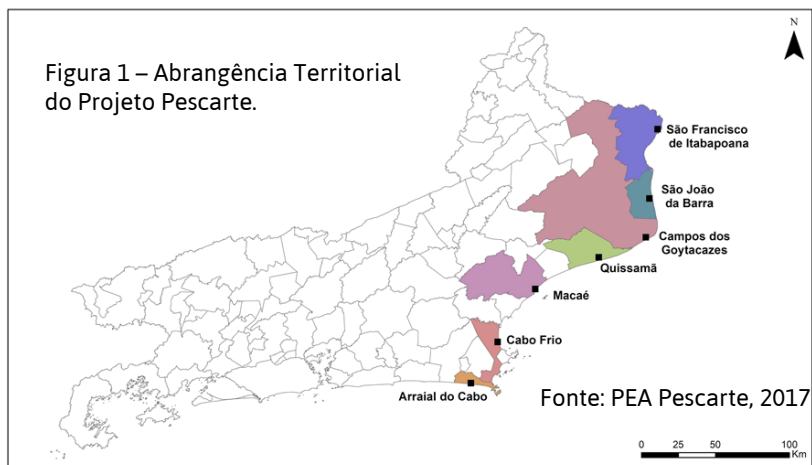 Figura 1 – Abrangência Territorial
do Projeto Pescarte.
N
São Francisco
de Itabapoana
São João
da Barra
Campos dos
Goytacazes
Quissamã
Macaé
Cabo Frio
Arraial do Cabo
Fonte: PEA Pescarte, 2017
0 25 50 100
Km